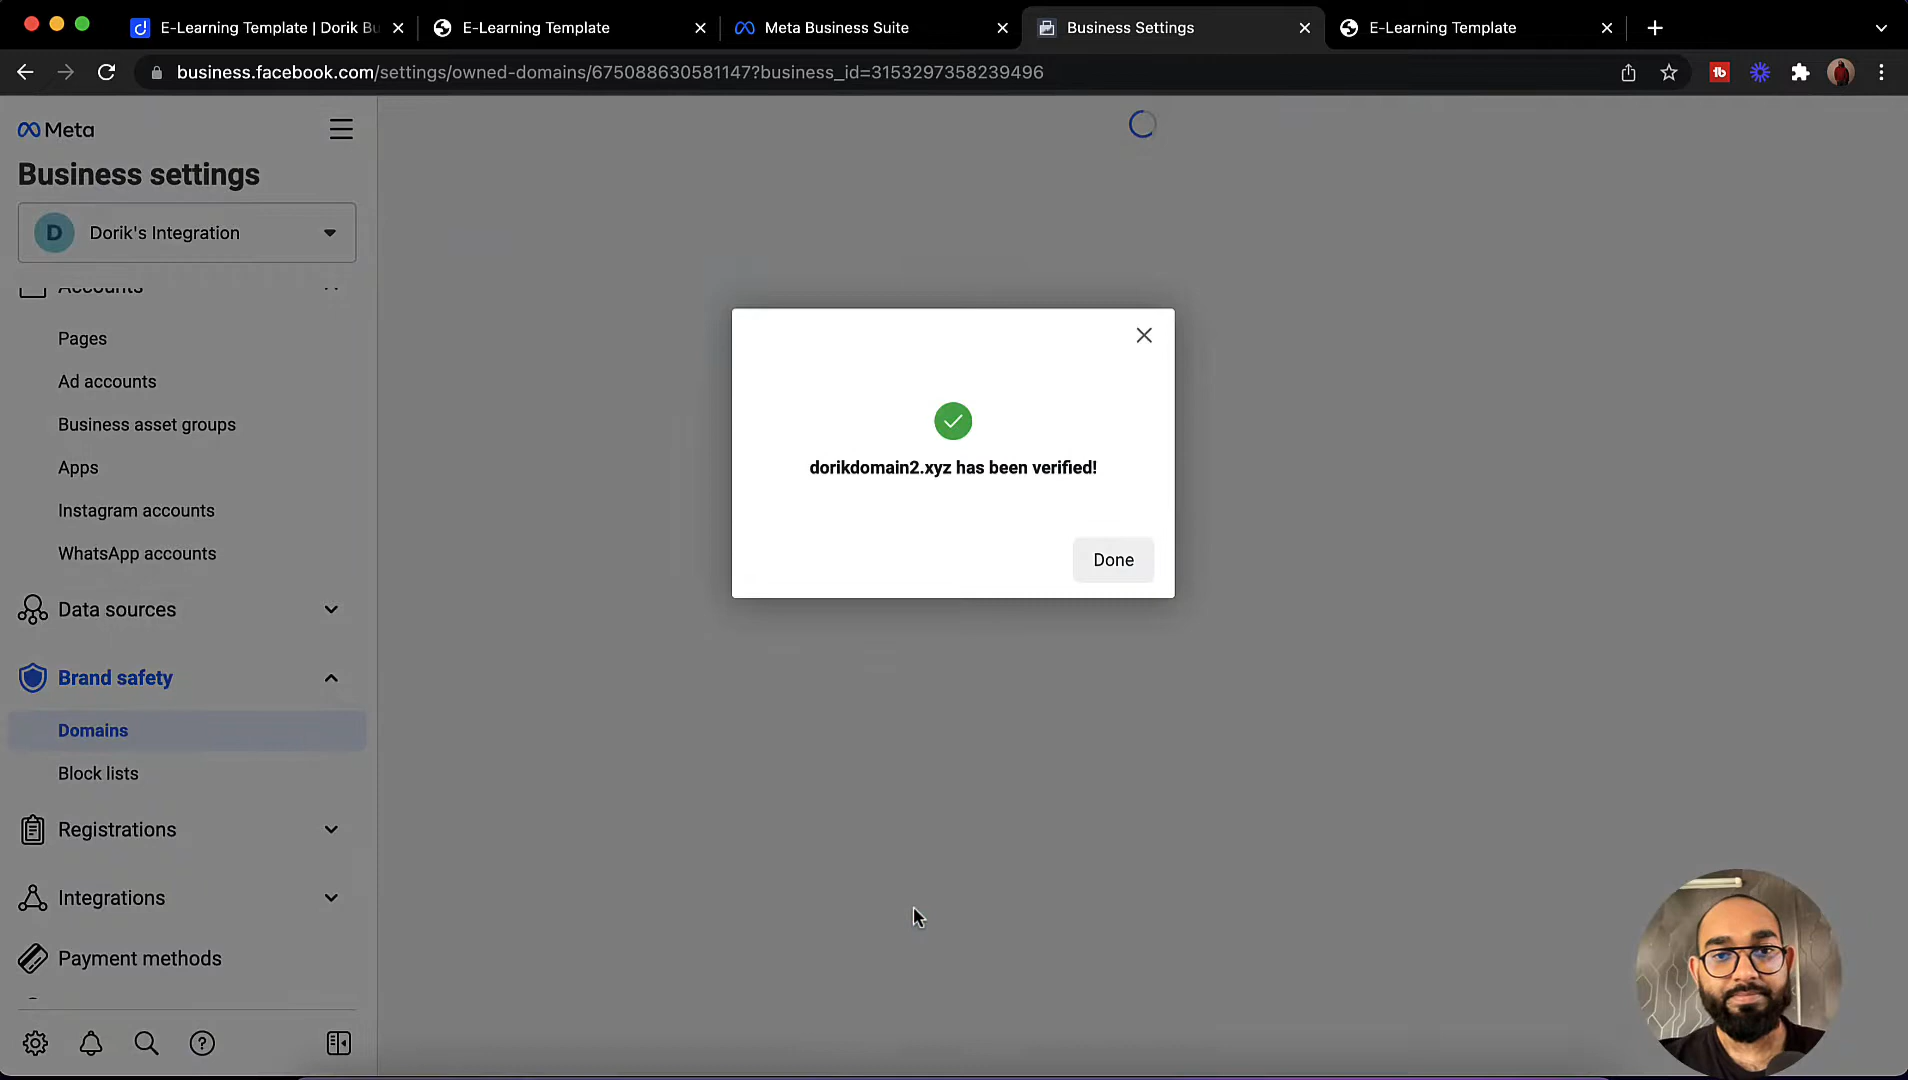 E-Learning Template | Dorik Bu
E-Learning Template
Meta Business Suite
Business Settings
E-Learning Template
business.facebook.com/settings/owned-domains/675088630581147?business_id=3153297358239496
Meta
Business settings
D
Dorik's Integration
Accounts
Pages
Ad accounts
Business asset groups
Apps
Instagram accounts
WhatsApp accounts
Data sources
Brand safety
Domains
Block lists
Registrations
Integrations
Payment methods
dorikdomain2.xyz has been verified!
Done